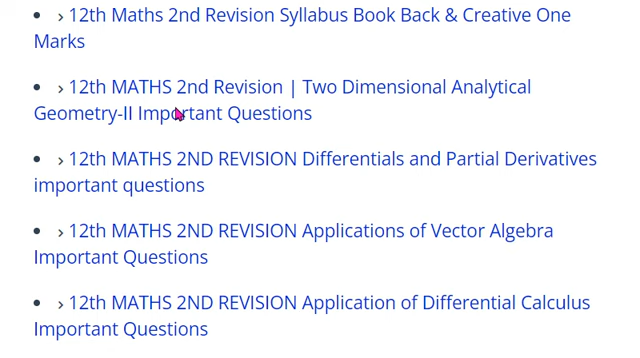 • › 12th Maths 2nd Revision Syllabus Book Back & Creative One
Marks
• › 12th MATHS 2nd Revision | Two Dimensional Analytical
Geometry-II Important Questions
• › 12th MATHS 2ND REVISION Differentials and Partial Derivatives
important questions
• › 12th MATHS 2ND REVISION Applications of Vector Algebra
Important Questions
• › 12th MATHS 2ND REVISION Application of Differential Calculus
Important Questions